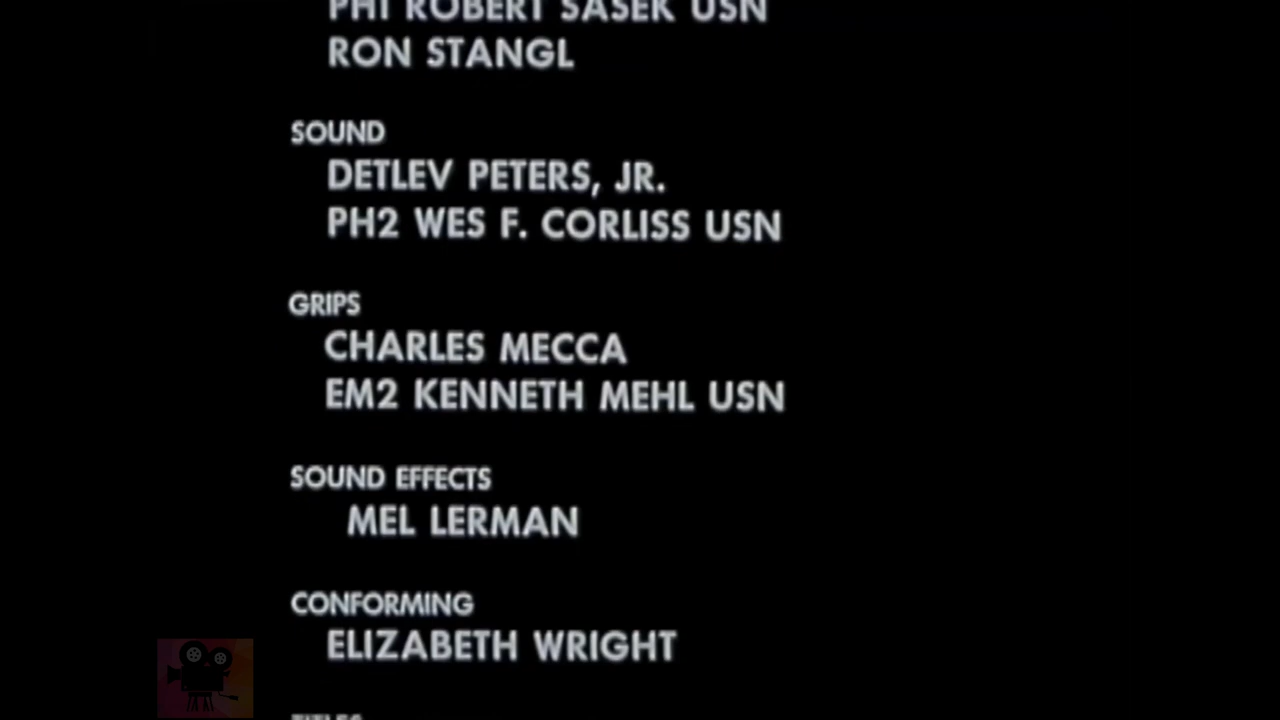 PH1 ROBERT SASEK USN
RON STANGL
SOUND
DETLEV PETERS, JR.
PH2 WES F. CORLISS USN
GRIPS
CHARLES MECCA
EM2 KENNETH MEHL USN
SOUND EFFECTS
MEL LERMAN
CONFORMING
ELIZABETH WRIGHT
TITLES